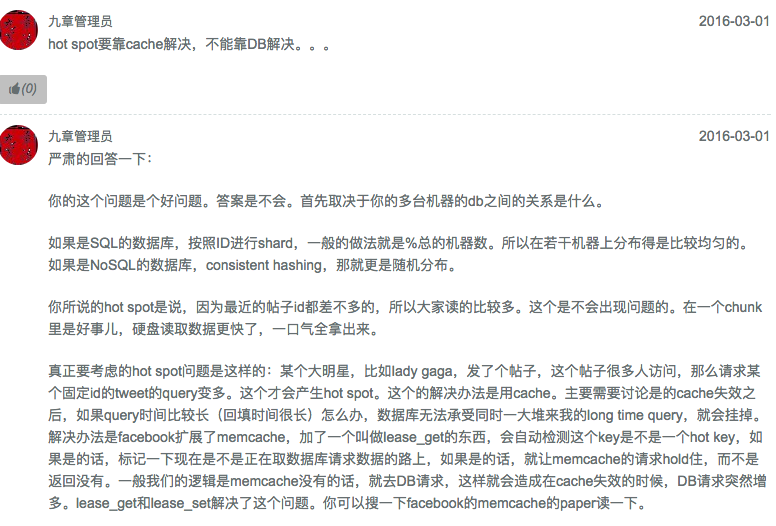 九章管理员 2016-03-01
hot spot要靠cache解决，不能靠DB解决。。。
(0)
九章管理员 2016-03-01
严肃的回答一下：
你的这个问题是个好问题。答案是不会。首先取决于你的多台机器的db之间的关系是什么。
如果是SQL的数据库，按照ID进行shard，一般的做法就是%总的机器数。所以在若干机器上分布得是比较均匀的。
如果是NoSQL的数据库，consistent hashing，那就更是随机分布。
你所说的hot spot是说，因为最近的帖子id都差不多的，所以大家读的比较多。这个是不会出现问题的。在一个chunk
里是好事儿，硬盘读取数据更快了，一口气全拿出来。
真正要考虑的hot spot问题是这样的：某个大明星，比如lady gaga，发了个帖子，这个帖子很多人访问，那么请求某
个固定id的tweet的query变多。这个才会产生hot spot。这个的解决办法是用cache。主要需要讨论是的cache失效之
后，如果query时间比较长（回填时间很长）怎么办，数据库无法承受同时一大堆来我的long time query，就会挂掉。
解决办法是facebook扩展了memcache，加了一个叫做lease_get的东西，会自动检测这个key是不是一个hot key，如
果是的话，标记一下现在是不是正在取数据库请求数据的路上，如果是的话，就让memcache的请求hold住，而不是
返回没有。一般我们的逻辑是memcache没有的话，就去DB请求，这样就会造成在cache失效的时候，DB请求突然增
多。lease_get和lease_set解决了这个问题。你可以搜一下facebook的memcache的paper读一下。